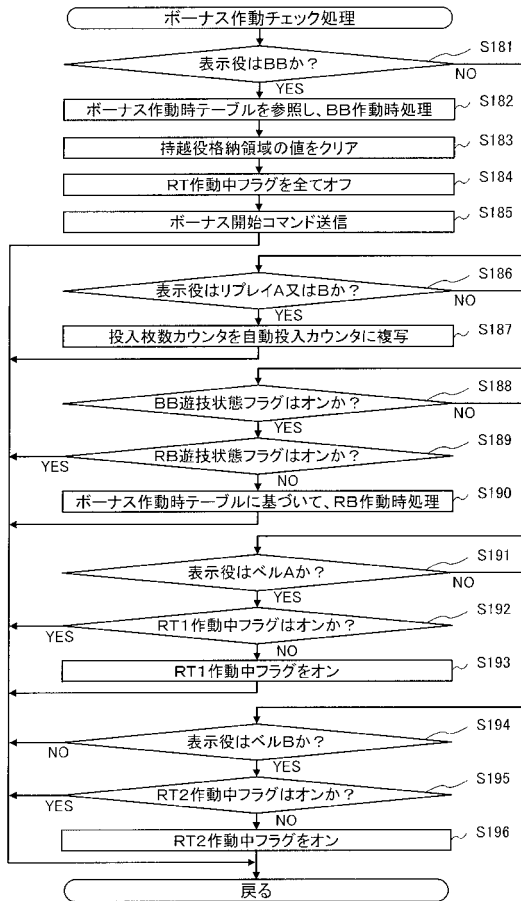 ボーナス作動チェック処理
S181
表示役はBBか?
NO
YES
S182
ボーナス作動時テーブルを参照し、BB作動時処理
S183
持越役格納領域の値をクリア
S184
RT作動中フラグを全てオフ
S185
ボーナス開始コマンド送信
S186
表示役はリプレイA又はBか?
NO
YES
S187
投入枚数カウンタを自動投入カウンタに複写
S188
BB遊技状態フラグはオンか?
NO
YES
S189
RB遊技状態フラグはオンか?
YES
NO
S190
ボーナス作動時テーブルに基づいて、RB作動時処理
S191
表示役はベルAか?
NO
YES
S192
RT1作動中フラグはオンか?
YES
NO
S193
RT1作動中フラグをオン
S194
表示役はベルBか?
NO
YES
S195
RT2作動中フラグはオンか?
YES
NO
S196
RT2作動中フラグをオン
戻る